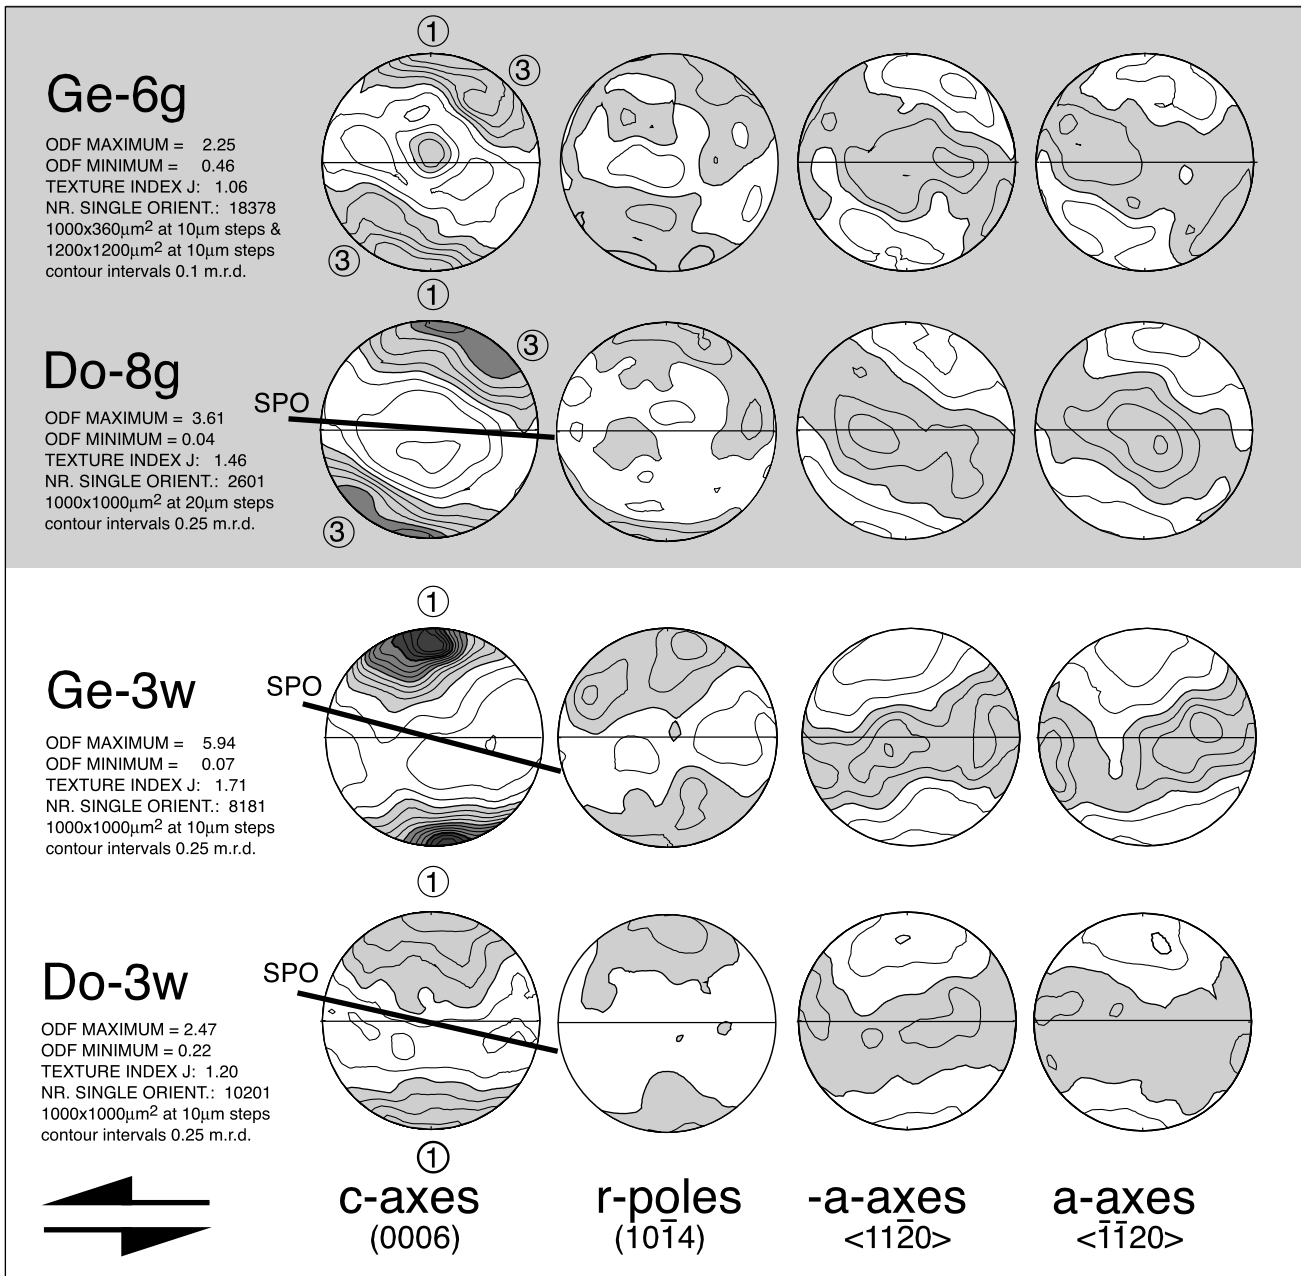 ①
③
Ge-6g
ODF MAXIMUM = 2.25
ODF MINIMUM = 0.46
TEXTURE INDEX J: 1.06
NR. SINGLE ORIENT.: 18378
1000x360µm² at 10µm steps &
1200x1200µm² at 10µm steps
contour intervals 0.1 m.r.d.
③
①
③
Do-8g
SPO
ODF MAXIMUM = 3.61
ODF MINIMUM = 0.04
TEXTURE INDEX J: 1.46
NR. SINGLE ORIENT.: 2601
1000x1000µm² at 20µm steps
contour intervals 0.25 m.r.d.
③
①
Ge-3w
SPO
ODF MAXIMUM = 5.94
ODF MINIMUM = 0.07
TEXTURE INDEX J: 1.71
NR. SINGLE ORIENT.: 8181
1000x1000µm² at 10µm steps
contour intervals 0.25 m.r.d.
①
Do-3w
SPO
ODF MAXIMUM = 2.47
ODF MINIMUM = 0.22
TEXTURE INDEX J: 1.20
NR. SINGLE ORIENT.: 10201
1000x1000µm² at 10µm steps
contour intervals 0.25 m.r.d.
①
c-axes r-poles -a-axes a-axes
(0006) (101̄4) <112̄0> <1̄1̄20>